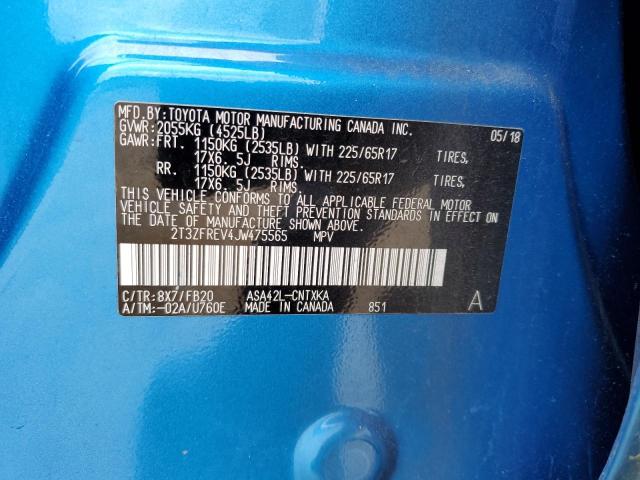 MFD.BY:TOYOTA MOTOR MANUFACTURING CANADA INC. 05/18
GVWR:2055KG (4525LB)
GAWR:FRT. 1150KG (2535LB) WITH 225/65R17 TIRES,
17X6. 5J RIMS.
RR. 1150KG (2535LB) WITH 225/65R17 TIRES,
17X6. 5J RIMS.
THIS VEHICLE CONFORMS TO ALL APPLICABLE FEDERAL MOTOR
VEHICLE SAFETY AND THEFT PREVENTION STANDARDS IN EFFECT ON
THE DATE OF MANUFACTURE SHOWN ABOVE.
2T3ZFREV4JW475565 MPV
C/TR:8X7/FB20 ASA42L-CNTXKA A
A/TM:-02A/U760E MADE IN CANADA 851